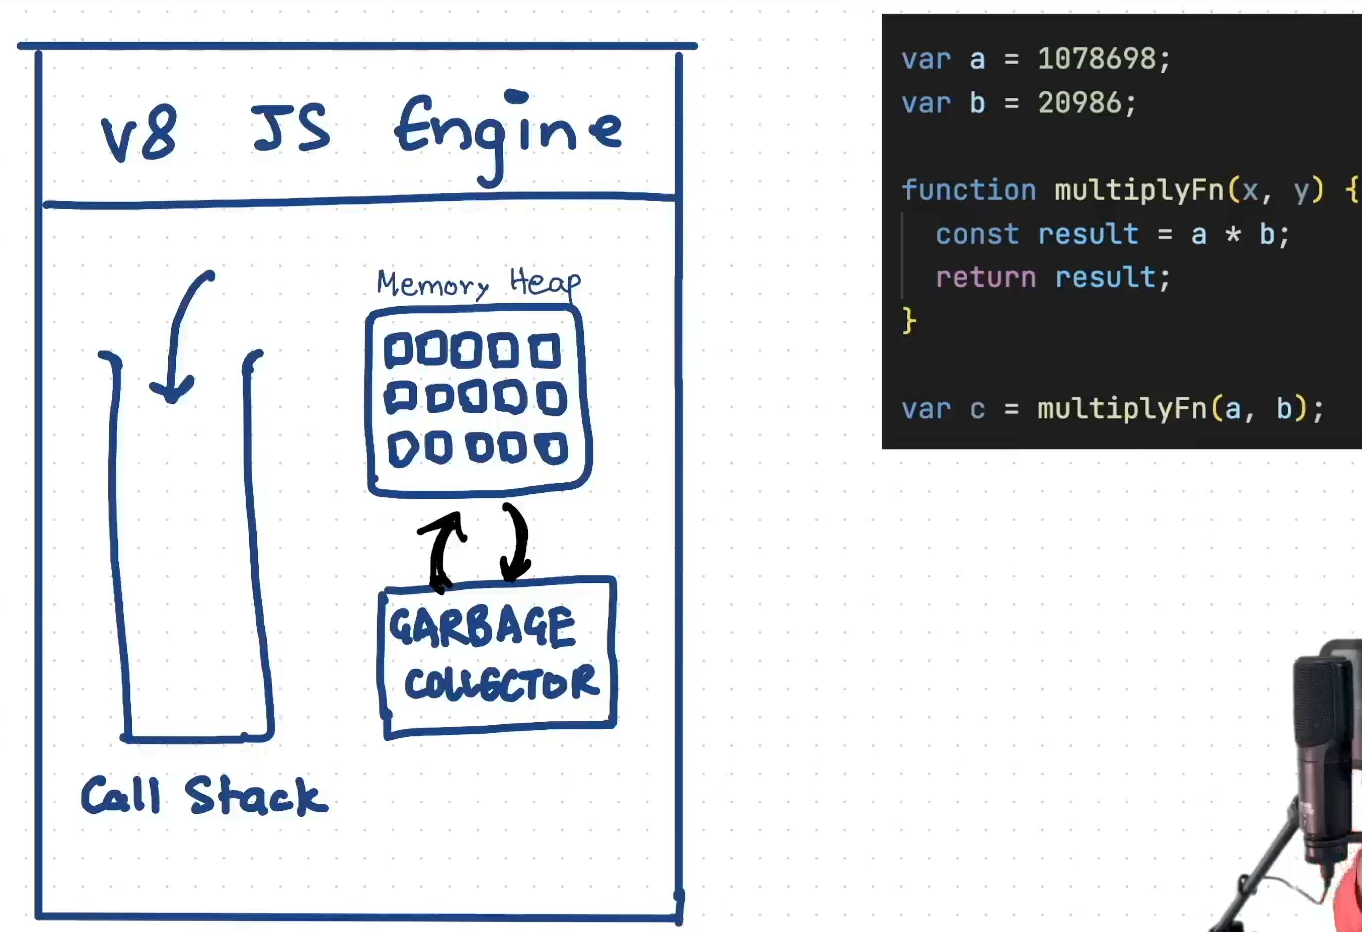 v8 JS Engine
Memory Heap
GARBAGE
COLLECTOR
Call Stack
var a = 1078698;
var b = 20986;
function multiplyFn(x, y) {
const result = a * b;
return result;
}
var c = multiplyFn(a, b);